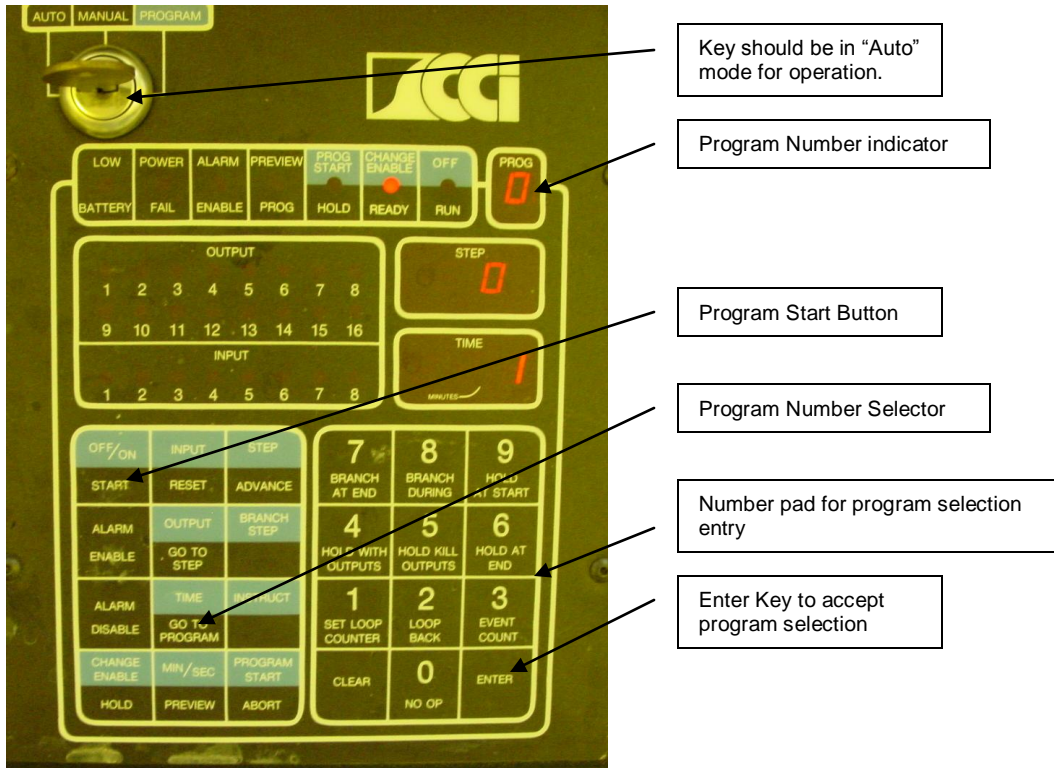 AUTO MANUAL PROGRAM
CCI
LOW POWER ALARM PREVIEW PROG START CHANGE ENABLE OFF
BATTERY FAIL ENABLE PROG HOLD READY RUN
PROG
0
OUTPUT
1 2 3 4 5 6 7 8
9 10 11 12 13 14 15 16
INPUT
1 2 3 4 5 6 7 8
STEP
0
TIME
1
MINUTES
OFF/ON INPUT STEP
START RESET ADVANCE
ALARM OUTPUT BRANCH STEP
ENABLE GO TO STEP
ALARM TIME INSTRUCT
DISABLE GO TO PROGRAM
CHANGE ENABLE MIN/SEC PROGRAM START
HOLD PREVIEW ABORT
7 8 9
BRANCH AT END BRANCH DURING HOLD AT START
4 5 6
HOLD WITH OUTPUTS HOLD KILL OUTPUTS HOLD AT END
1 2 3
SET LOOP COUNTER LOOP BACK EVENT COUNT
CLEAR 0 ENTER
NO OP
Key should be in “Auto”
mode for operation.
Program Number indicator
Program Start Button
Program Number Selector
Number pad for program selection
entry
Enter Key to accept
program selection